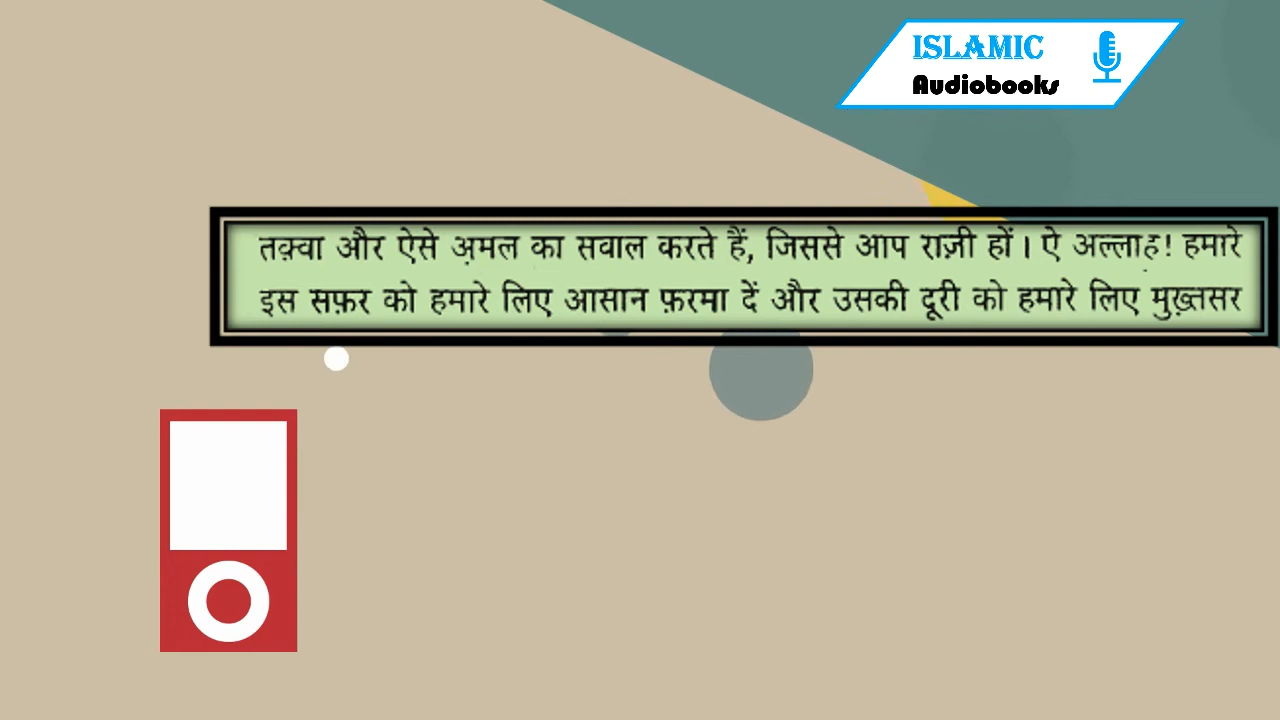 ISLAMIC
Audiobooks
तक़्वा और ऐसे अ़मल का सवाल करते हैं, जिससे आप राज़ी हों। ऐ अल्लाह! हमारे
इस सफ़र को हमारे लिए आसान फ़रमा दें और उसकी दूरी को हमारे लिए मुख़्तसर